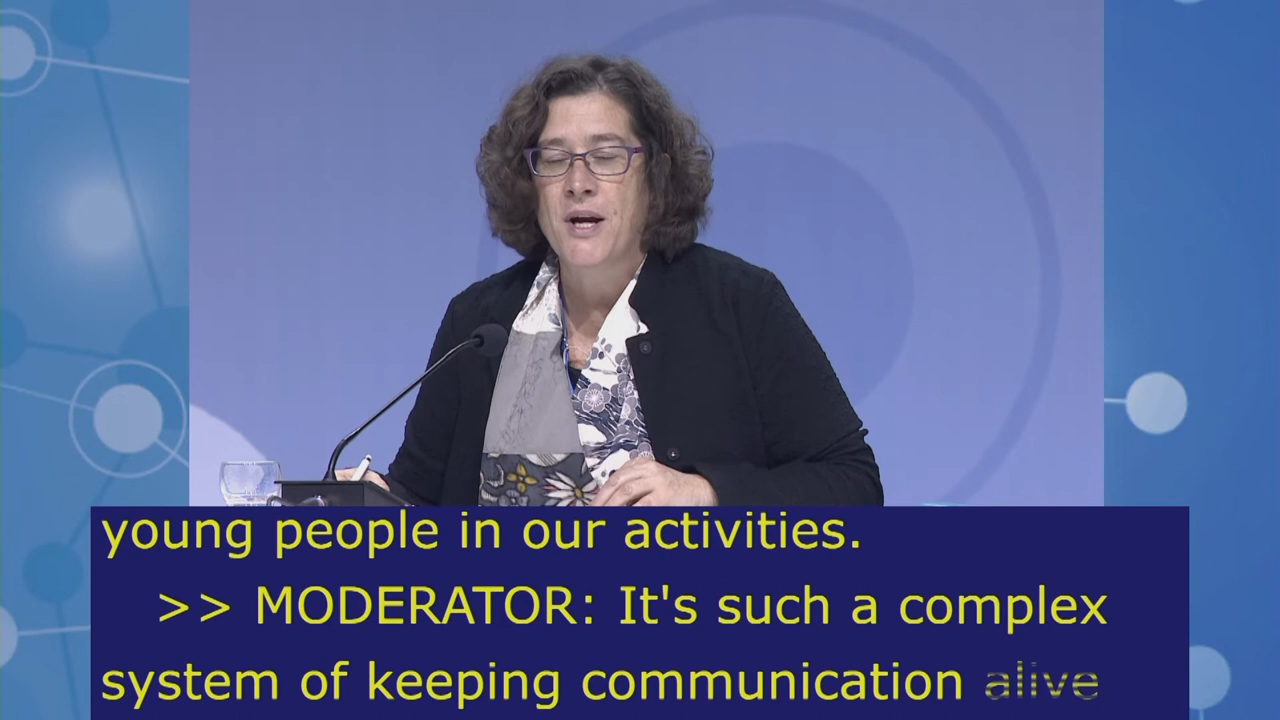 young people in our activities.
>> MODERATOR: It's such a complex
system of keeping communication alive